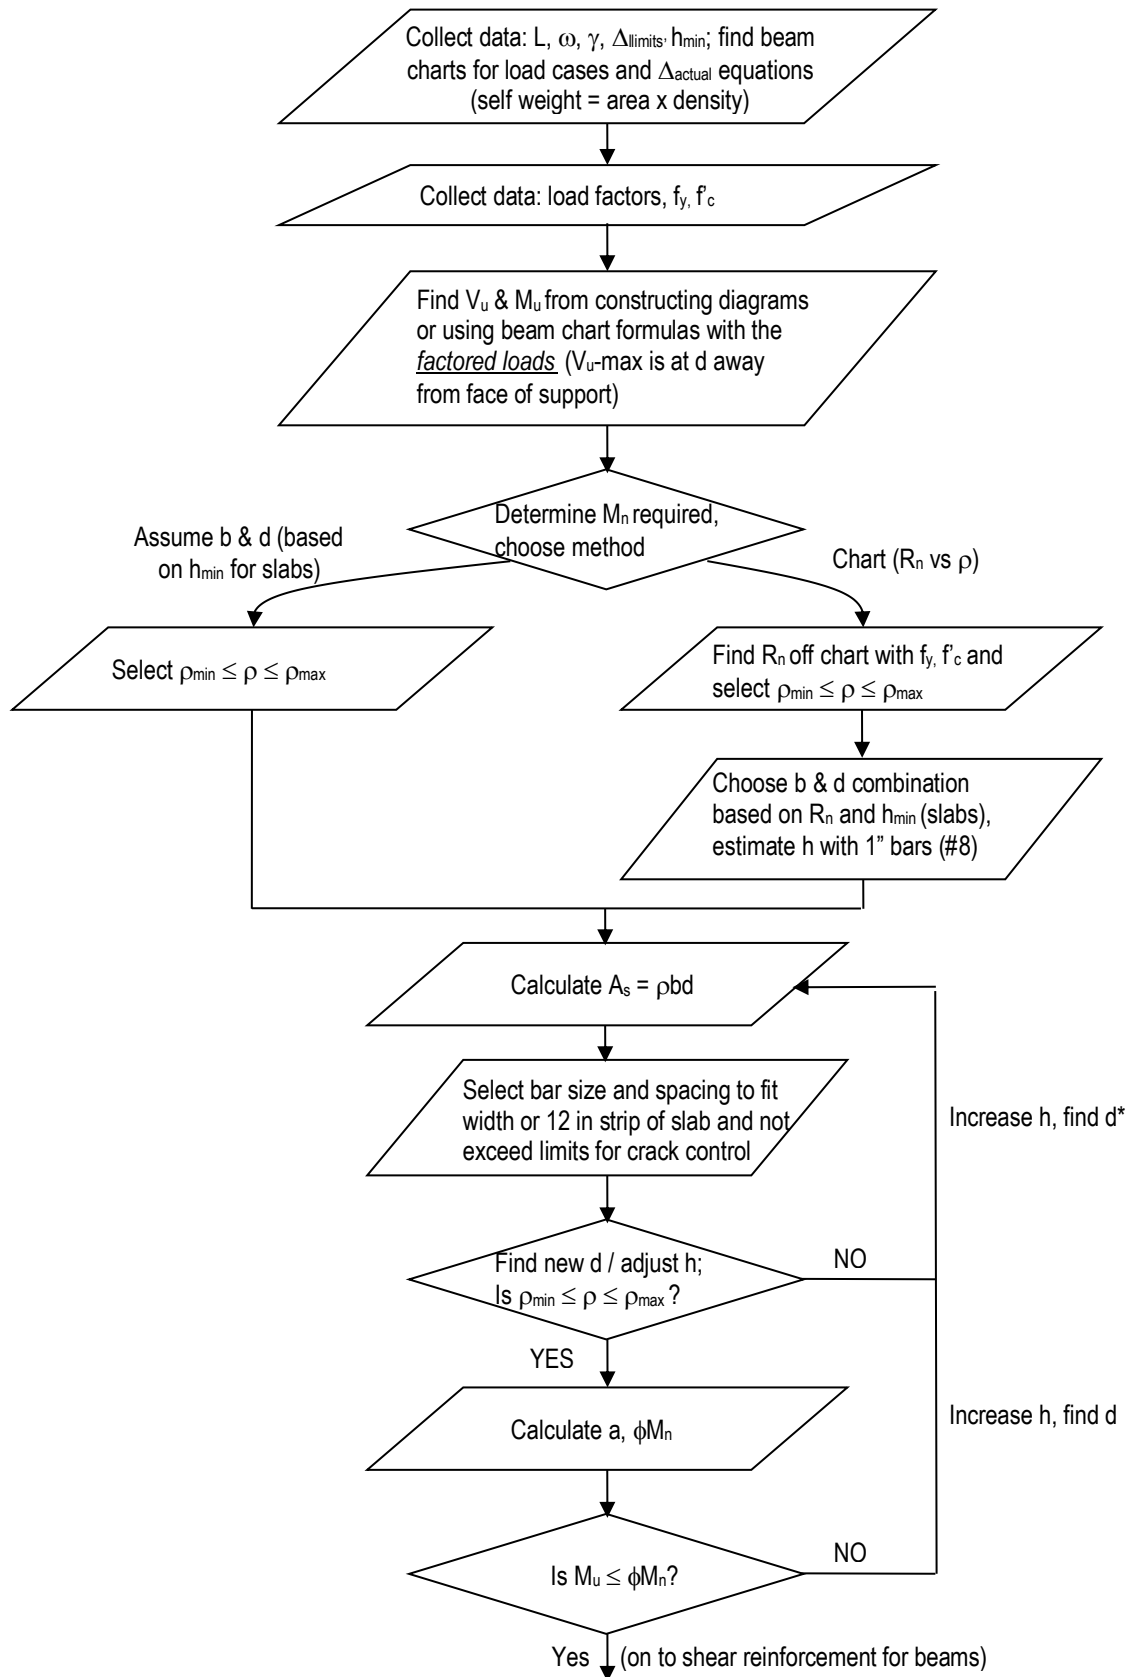 Collect data: L, ω, γ, Δllimits, hmin; find beam
charts for load cases and Δactual equations
(self weight = area x density)
Collect data: load factors, fy, f'c
Find Vu & Mu from constructing diagrams
or using beam chart formulas with the
factored loads (Vu-max is at d away
from face of support)
Determine Mn required,
choose method
Assume b & d (based
on hmin for slabs)
Chart (Rn vs ρ)
Select ρmin ≤ ρ ≤ ρmax
Find Rn off chart with fy, f'c and
select ρmin ≤ ρ ≤ ρmax
Choose b & d combination
based on Rn and hmin (slabs),
estimate h with 1” bars (#8)
Calculate As = ρbd
Select bar size and spacing to fit
width or 12 in strip of slab and not
exceed limits for crack control
Increase h, find d*
Find new d / adjust h;
Is ρmin ≤ ρ ≤ ρmax ?
NO
YES
Calculate a, ϕMn
Increase h, find d
Is Mu ≤ ϕMn?
NO
Yes (on to shear reinforcement for beams)